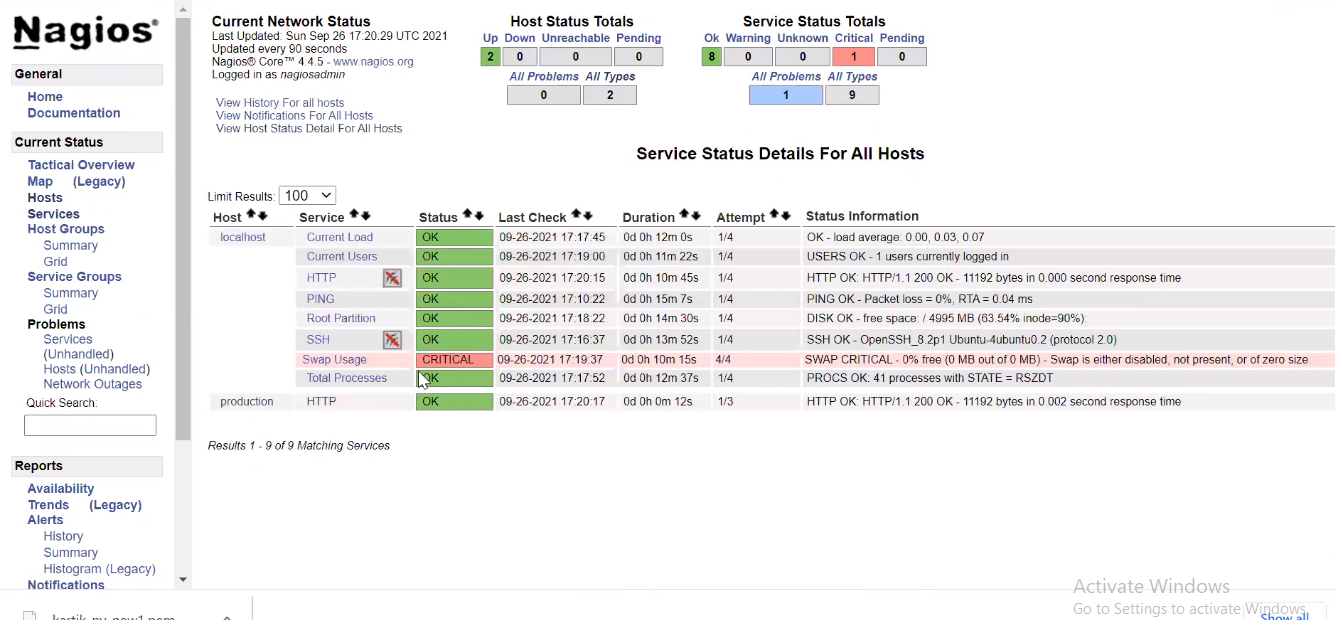 Nagios®
General
Home
Documentation
Current Status
Tactical Overview
Map (Legacy)
Hosts
Services
Host Groups
Summary
Grid
Service Groups
Summary
Grid
Problems
Services
(Unhandled)
Hosts (Unhandled)
Network Outages
Quick Search:
Reports
Availability
Trends (Legacy)
Alerts
History
Summary
Histogram (Legacy)
Notifications
Current Network Status
Last Updated: Sun Sep 26 17:20:29 UTC 2021
Updated every 90 seconds
Nagios® Core™ 4.4.5 - www.nagios.org
Logged in as nagiosadmin
View History For all hosts
View Notifications For All Hosts
View Host Status Detail For All Hosts
Host Status Totals
Up Down Unreachable Pending
2 0 0 0
All Problems All Types
0 2
Service Status Totals
Ok Warning Unknown Critical Pending
8 0 0 1 0
All Problems All Types
1 9
Service Status Details For All Hosts
Limit Results: 100
Host Service Status Last Check Duration Attempt Status Information
localhost Current Load OK 09-26-2021 17:17:45 0d 0h 12m 0s 1/4 OK - load average: 0.00, 0.03, 0.07
Current Users OK 09-26-2021 17:19:00 0d 0h 11m 22s 1/4 USERS OK - 1 users currently logged in
HTTP OK 09-26-2021 17:20:15 0d 0h 10m 45s 1/4 HTTP OK: HTTP/1.1 200 OK - 11192 bytes in 0.000 second response time
PING OK 09-26-2021 17:10:22 0d 0h 15m 7s 1/4 PING OK - Packet loss = 0%, RTA = 0.04 ms
Root Partition OK 09-26-2021 17:18:22 0d 0h 14m 30s 1/4 DISK OK - free space: / 4995 MB (63.54% inode=90%):
SSH OK 09-26-2021 17:16:37 0d 0h 13m 52s 1/4 SSH OK - OpenSSH_8.2p1 Ubuntu-4ubuntu0.2 (protocol 2.0)
Swap Usage CRITICAL 09-26-2021 17:19:37 0d 0h 10m 15s 4/4 SWAP CRITICAL - 0% free (0 MB out of 0 MB) - Swap is either disabled, not present, or of zero size.
Total Processes OK 09-26-2021 17:17:52 0d 0h 12m 37s 1/4 PROCS OK: 41 processes with STATE = RSZDT
production HTTP OK 09-26-2021 17:20:17 0d 0h 0m 12s 1/3 HTTP OK: HTTP/1.1 200 OK - 11192 bytes in 0.002 second response time
Results 1 - 9 of 9 Matching Services
Activate Windows
Go to Settings to activate Windows.
Show all